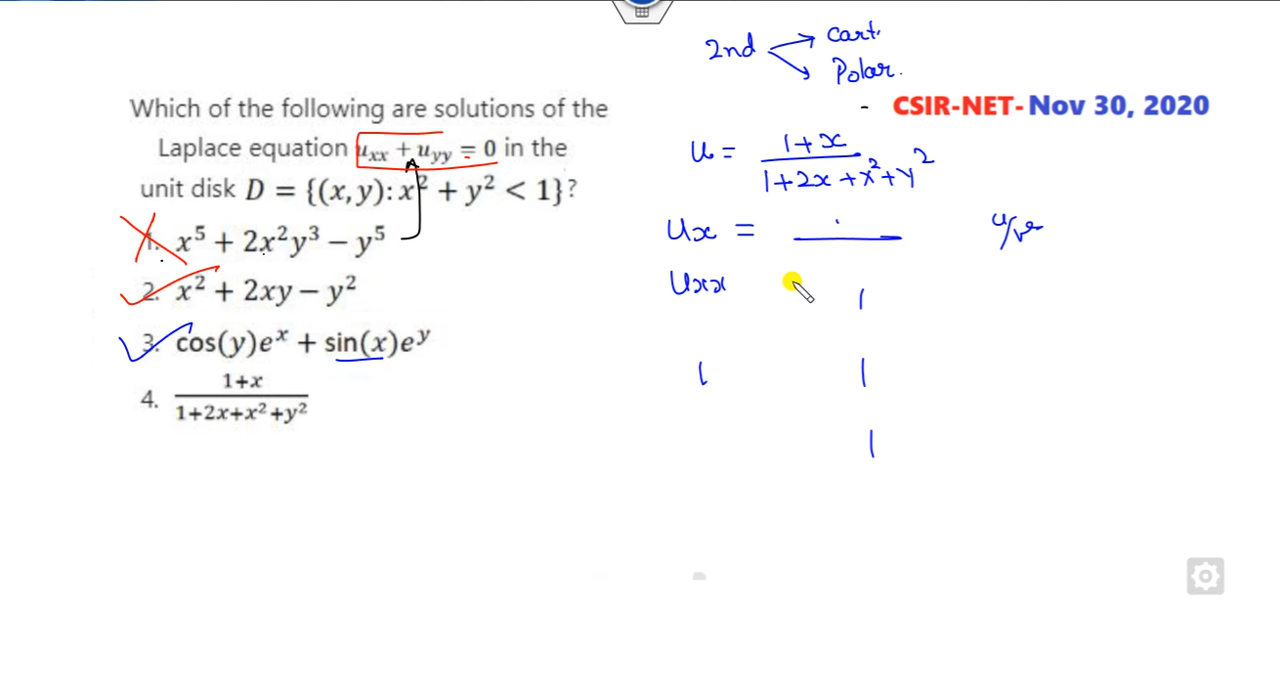 2nd
Cart.
Polar.
- CSIR-NET- Nov 30, 2020
Which of the following are solutions of the
Laplace equation u_xx + u_yy = 0 in the
unit disk D = {(x, y): x² + y² < 1}?
1. x⁵ + 2x²y³ − y⁵
2. x² + 2xy − y²
3. cos(y)eˣ + sin(x)eʸ
4. (1+x)/(1+2x+x²+y²)
u = (1+x)/(1+2x+x²+y²)
ux =
uxx